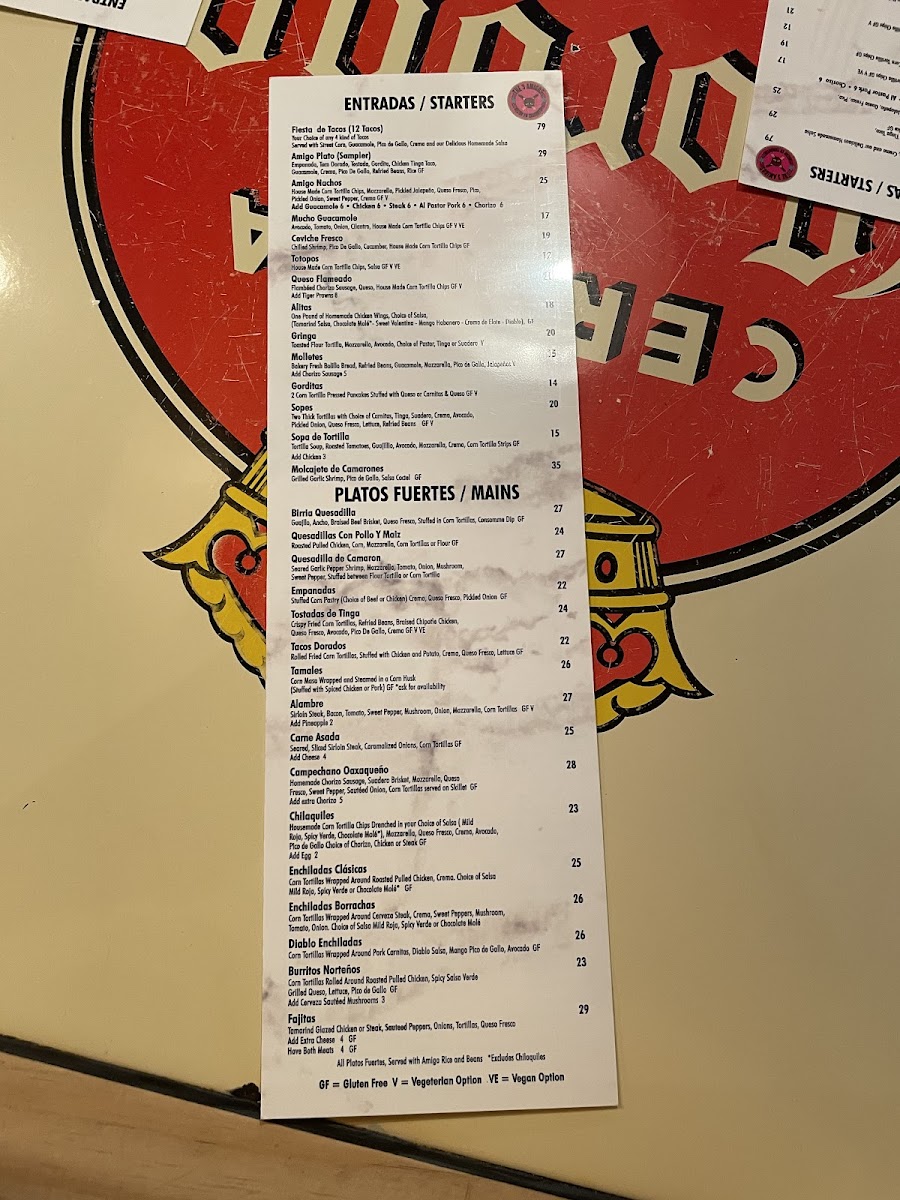 ENTRADAS / STARTERS
Fiesta de Tacos (12 Tacos) 79
Your Choice of any 4 kind of Tacos
Served with Street Corn, Guacamole, Pico de Gallo, Crema and our Delicious Homemade Salsa
Amigo Plato (Sampler) 29
Empanada, Taco Dorado, Tostada, Gordita, Chicken Tinga Taco,
Guacamole, Crema, Pico De Gallo, Refried Beans, Rice GF
Amigo Nachos 25
House Made Corn Tortilla Chips, Mozzarella, Pickled Jalapeño, Queso Fresco, Pico,
Pickled Onion, Sweet Pepper, Crema GF V
Add Guacamole 6 • Chicken 6 • Steak 6 • Al Pastor Pork 6 • Chorizo 6
Mucho Guacamole 17
Avocado, Tomato, Onion, Cilantro, House Made Corn Tortilla Chips GF V VE
Ceviche Fresco 19
Chilled Shrimp, Pico De Gallo, Cucumber, House Made Corn Tortilla Chips GF
Totopos 12
House Made Corn Tortilla Chips, Salsa GF V VE
Queso Flameado 21
Flambéed Chorizo Sausage, Queso, House Made Corn Tortilla Chips GF V
Add Tiger Prawns 8
Alitas 18
One Pound of Homemade Chicken Wings, Choice of Salsa,
(Tamarind Salsa, Chocolate Molé*- Sweet Valentina - Mango Habanero - Crema de Elote - Diablo), GF
Gringa 20
Toasted Flour Tortilla, Mozzarella, Avocado, Choice of Pastor, Tinga or Suadero V
Molletes 15
Bakery Fresh Bolillo Bread, Refried Beans, Guacamole, Mozzarella, Pico de Gallo, Jalapeños V
Add Chorizo Sausage 5
Gorditas 14
2 Corn Tortilla Pressed Pancakes Stuffed with Queso or Carnitas & Queso GF V
Sopes 20
Two Thick Tortillas with Choice of Carnitas, Tinga, Suadero, Crema, Avocado,
Pickled Onion, Queso Fresco, Lettuce, Refried Beans GF V
Sopa de Tortilla 15
Tortilla Soup, Roasted Tomatoes, Guajillo, Avocado, Mozzarella, Crema, Corn Tortilla Strips GF
Add Chicken 3
Molcajete de Camarones 35
Grilled Garlic Shrimp, Pico de Gallo, Salsa Coctel GF
PLATOS FUERTES / MAINS
Birria Quesadilla 27
Guajllo, Ancho, Braised Beef Brisket, Queso Fresco, Stuffed in Corn Tortillas, Consomme Dip GF
Quesadillas Con Pollo Y Maiz 24
Roasted Pulled Chicken, Corn, Mozzarella, Corn Tortillas or Flour GF
Quesadilla de Camaron 27
Seared Garlic Pepper Shrimp, Mozzarella, Tomato, Onion, Mushroom,
Sweet Pepper, Stuffed between Flour Tortilla or Corn Tortilla
Empanadas 22
Stuffed Corn Pastry (Choice of Beef or Chicken) Crema, Queso Fresco, Pickled Onion GF
Tostadas de Tinga 24
Crispy Fried Corn Tortillas, Refried Beans, Braised Chipotle Chicken,
Queso Fresco, Avocado, Pico De Gallo, Crema GF V VE
Tacos Dorados 22
Rolled Fried Corn Tortillas, Stuffed with Chicken and Potato, Crema, Queso Fresco, Lettuce GF
Tamales 26
Corn Masa Wrapped and Steamed in a Corn Husk
(Stuffed with Spiced Chicken or Pork) GF *ask for availability
Alambre 27
Sirloin Steak, Bacon, Tomato, Sweet Pepper, Mushroom, Onion, Mozzarella, Corn Tortillas GF V
Add Pineapple 2
Carne Asada 25
Seared, Sliced Sirloin Steak, Caramalized Onions, Corn Tortillas GF
Add Cheese 4
Campechano Oaxaqueño 28
Homemade Chorizo Sausage, Suadero Brisket, Mozzarella, Queso
Fresco, Sweet Pepper, Sautéed Onion, Corn Tortillas served on Skillet GF
Add extra Chorizo 5
Chilaquiles 23
Housemade Corn Tortilla Chips Drenched in your Choice of Salsa ( Mild
Rojo, Spicy Verde, Chocolate Molé*), Mozzarella, Queso Fresco, Crema, Avocado,
Pico de Gallo Choice of Chorizo, Chicken or Steak GF
Add Egg 2
Enchiladas Clásicas 25
Corn Tortillas Wrapped Around Roasted Pulled Chicken, Crema. Choice of Salsa
Mild Rojo, Spicy Verde or Chocolate Molé* GF
Enchiladas Borrachas 26
Corn Tortillas Wrapped Around Cerveza Steak, Crema, Sweet Peppers, Mushroom,
Tomato, Onion. Choice of Salsa Mild Rojo, Spicy Verde or Chocolate Molé
Diablo Enchiladas 26
Corn Tortillas Wrapped Around Pork Carnitas, Diablo Salsa, Mango Pico de Gallo, Avocado GF
Burritos Norteños 23
Corn Tortillas Rolled Around Roasted Pulled Chicken, Spicy Salsa Verde
Grilled Queso, Lettuce, Pico de Gallo GF
Add Cerveza Sautéed Mushrooms 3
Fajitas 29
Tamarind Glazed Chicken or Steak, Sauteed Peppers, Onions, Tortillas, Queso Fresco
Add Extra Cheese 4 GF
Have Both Meats 4 GF
All Platos Fuertes, Served with Amigo Rice and Beans *Excludes Chilaquiles
GF = Gluten Free V = Vegeterian Option VE = Vegan Option
CER
AS / STARTERS
79
29
25
17
19
12
21
ENTRA